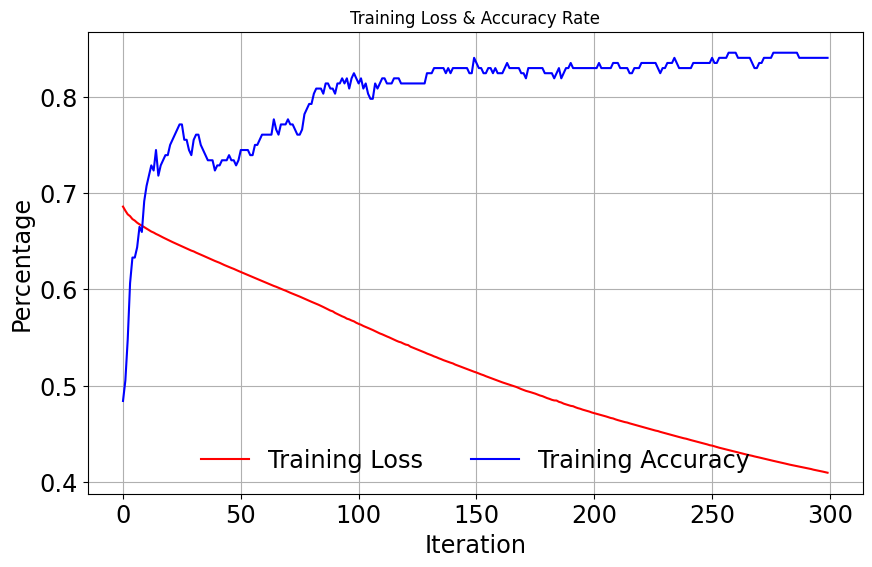 Training Loss & Accuracy Rate
Percentage
0.8
0.7
0.6
0.5
0.4
Training Loss Training Accuracy
0 50 100 150 200 250 300
Iteration